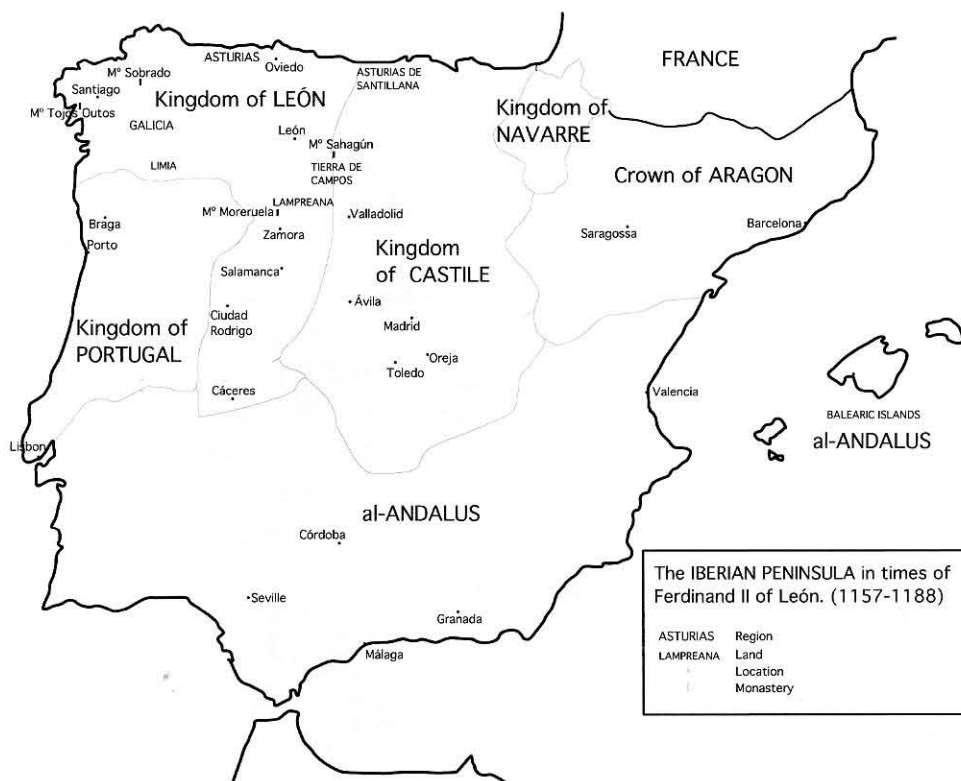 FRANCE
ASTURIAS
Oviedo
ASTURIAS DE
SANTILLANA
Mº Sobrado
Santiago
Kingdom of LEÓN
Mº Tojos Outos
GALICIA
Kingdom of
NAVARRE
León
Mº Sahagún
LIMIA
TIERRA DE
CAMPOS
Crown of ARAGON
Mº Moreruela
LAMPREANA
Valladolid
Braga
Zamora
Porto
Saragossa
Barcelona
Kingdom
of CASTILE
Salamanca
Ávila
Ciudad
Rodrigo
Madrid
Kingdom of
PORTUGAL
Oreja
Toledo
Cáceres
Valencia
BALEARIC ISLANDS
al-ANDALUS
Lisbon
al-ANDALUS
Córdoba
Seville
Granada
Málaga
The IBERIAN PENINSULA in times of
Ferdinand II of León. (1157-1188)
ASTURIAS Region
LAMPREANA Land
Location
Monastery